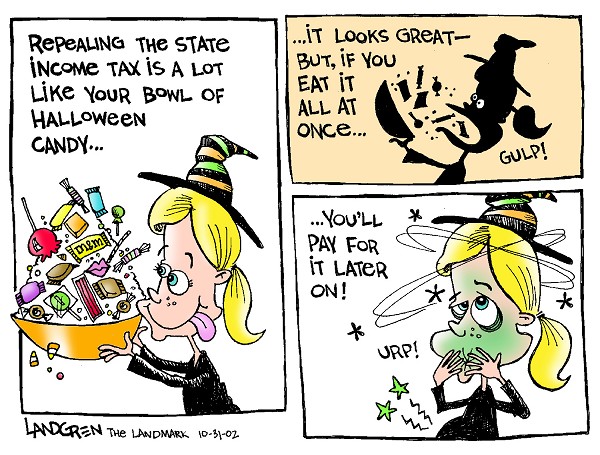 REPEALING THE STATE
INCOME TAX IS A LOT
LIKE YOUR BOWL OF
HALLOWEEN
CANDY...
m&m
...IT LOOKS GREAT—
BUT, IF YOU
EAT IT
ALL AT
ONCE...
GULP!
...YOU'LL
PAY FOR
IT LATER
ON!
URP!
LANDGREN THE LANDMARK 10-31-02